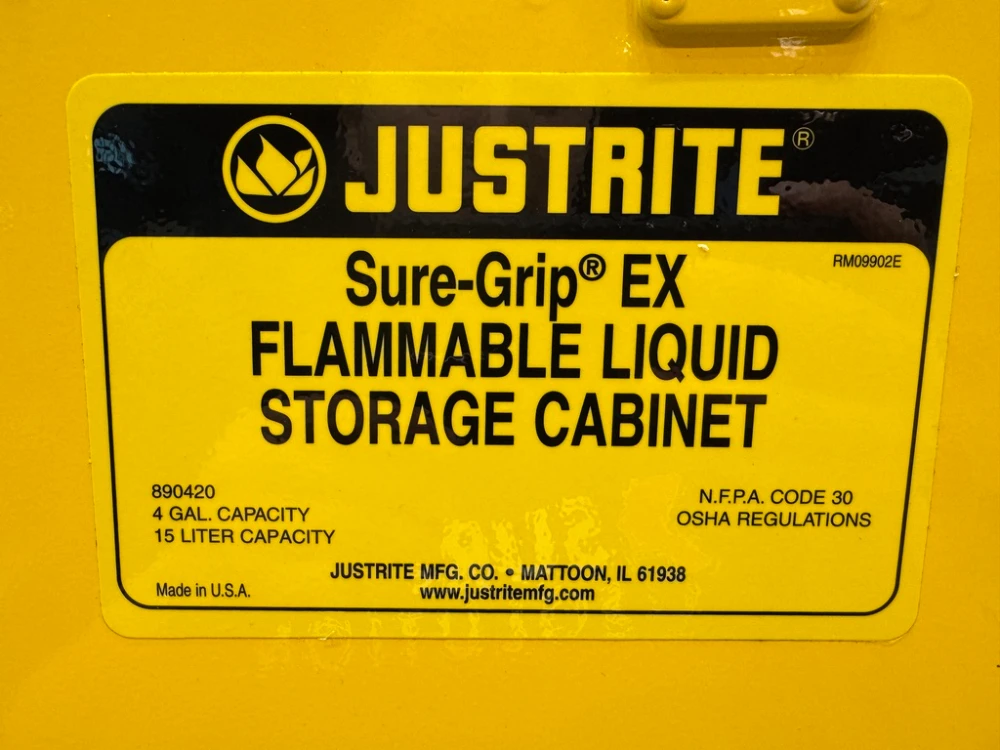 JUSTRITE®
RM09902E
Sure-Grip® EX
FLAMMABLE LIQUID
STORAGE CABINET
890420
4 GAL. CAPACITY
15 LITER CAPACITY
N.F.P.A. CODE 30
OSHA REGULATIONS
JUSTRITE MFG. CO. • MATTOON, IL 61938
www.justritemfg.com
Made in U.S.A.